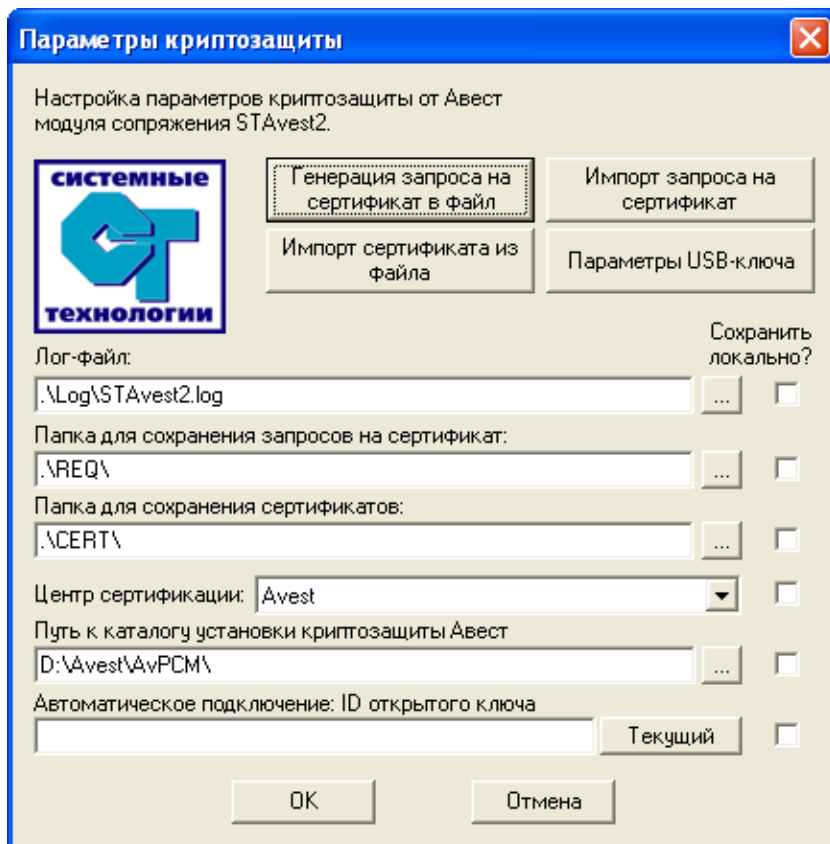 Параметры криптозащиты
Настройка параметров криптозащиты от Авест
модуля сопряжения STAvest2.
системные
СТ
технологии
Генерация запроса на
сертификат в файл
Импорт запроса на
сертификат
Импорт сертификата из
файла
Параметры USB-ключа
Сохранить
локально?
Лог-файл:
.\Log\STAvest2.log
...
Папка для сохранения запросов на сертификат:
.\REQ\
...
Папка для сохранения сертификатов:
.\CERT\
...
Центр сертификации: Avest
Путь к каталогу установки криптозащиты Авест
D:\Avest\AvPCM\
...
Автоматическое подключение: ID открытого ключа
Текущий
OK Отмена